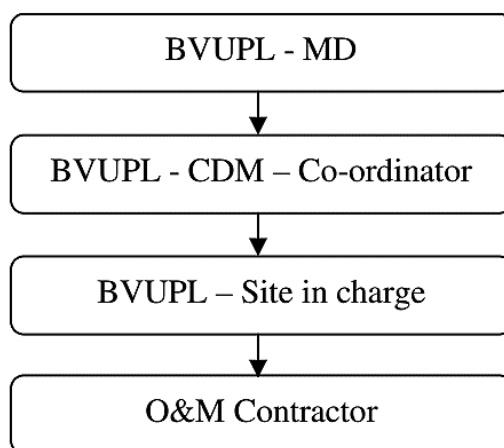 BVUPL - MD
BVUPL - CDM – Co-ordinator
BVUPL – Site in charge
O&M Contractor